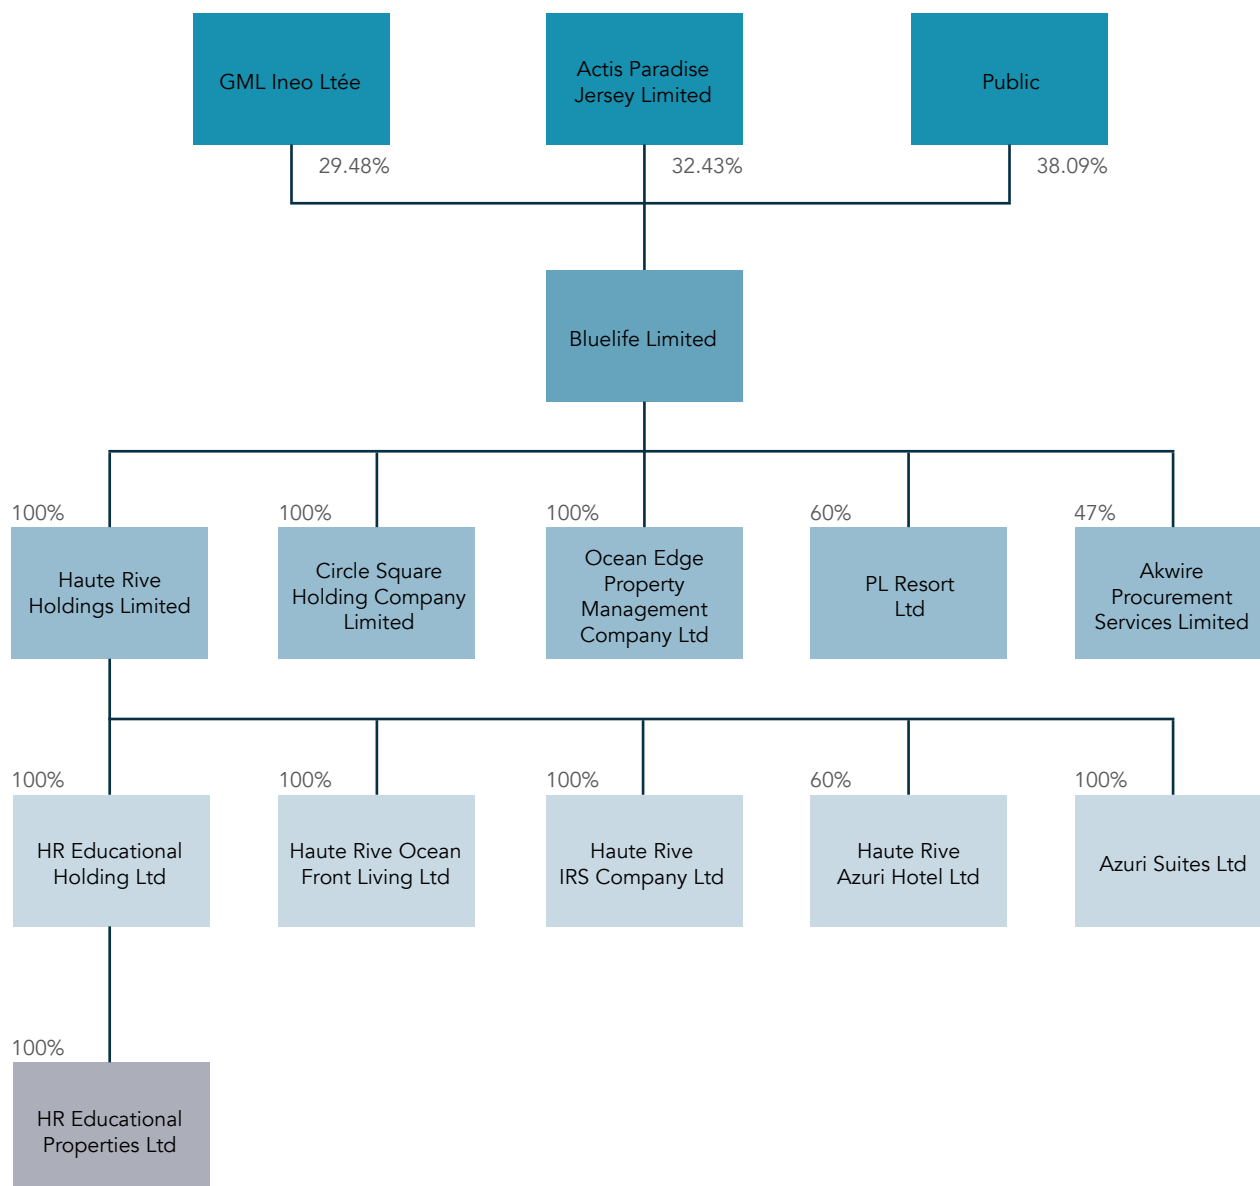 GML Ineo Ltée
Actis Paradise
Jersey Limited
Public
29.48%
32.43%
38.09%
Bluelife Limited
100%
100%
100%
60%
47%
Haute Rive
Holdings Limited
Circle Square
Holding Company
Limited
Ocean Edge
Property
Management
Company Ltd
PL Resort
Ltd
Akwire
Procurement
Services Limited
100%
100%
100%
60%
100%
HR Educational
Holding Ltd
Haute Rive Ocean
Front Living Ltd
Haute Rive
IRS Company Ltd
Haute Rive
Azuri Hotel Ltd
Azuri Suites Ltd
100%
HR Educational
Properties Ltd